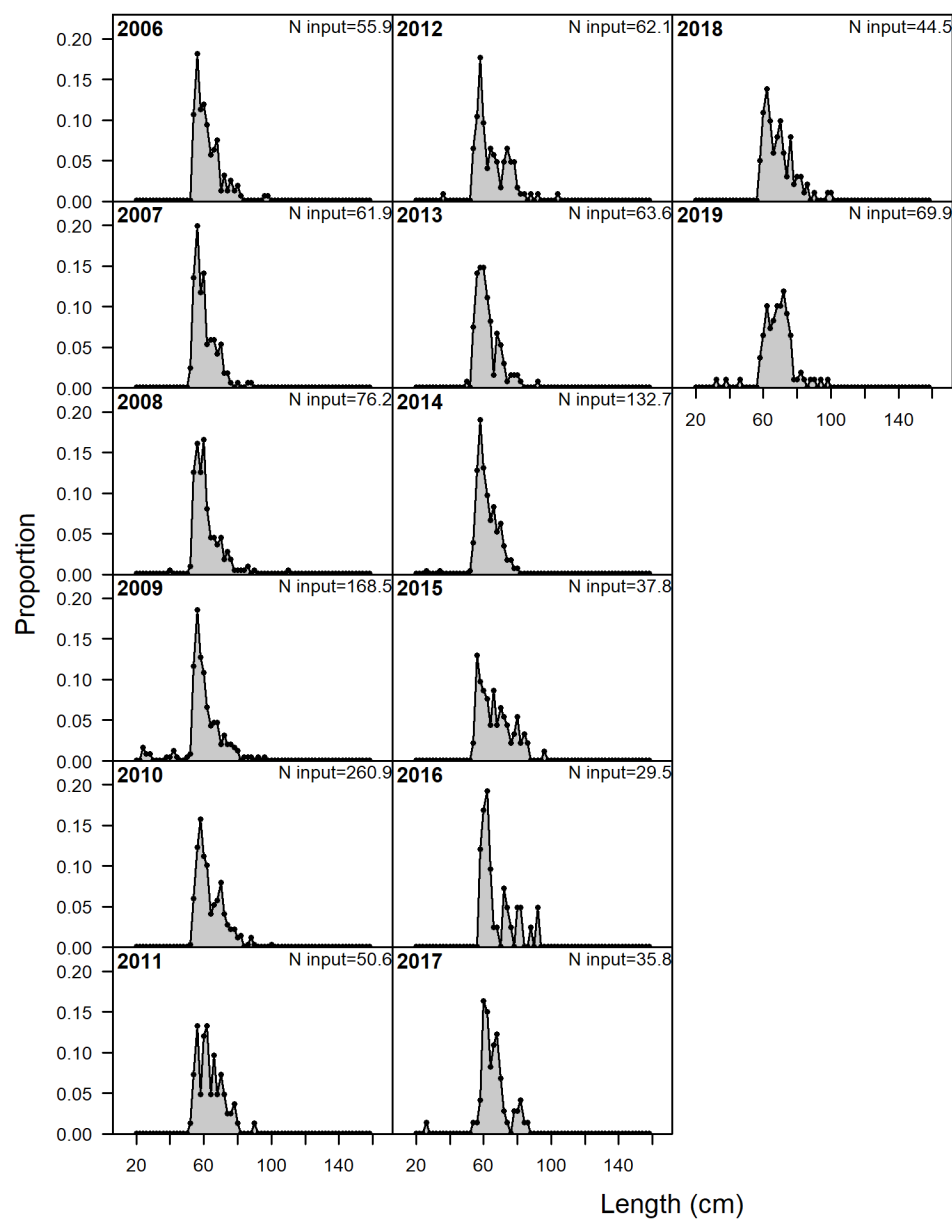 2006 N input=55.9
2012 N input=62.1
2018 N input=44.5
0.20
0.15
0.10
0.05
0.00
2007 N input=61.9
2013 N input=63.6
2019 N input=69.9
0.20
0.15
0.10
0.05
0.00
20 60 100 140
2008 N input=76.2
2014 N input=132.7
0.20
0.15
0.10
0.05
0.00
2009 N input=168.5
2015 N input=37.8
0.20
0.15
0.10
0.05
0.00
2010 N input=260.9
2016 N input=29.5
0.20
0.15
0.10
0.05
0.00
2011 N input=50.6
2017 N input=35.8
0.20
0.15
0.10
0.05
0.00
20 60 100 140
20 60 100 140
Proportion
Length (cm)